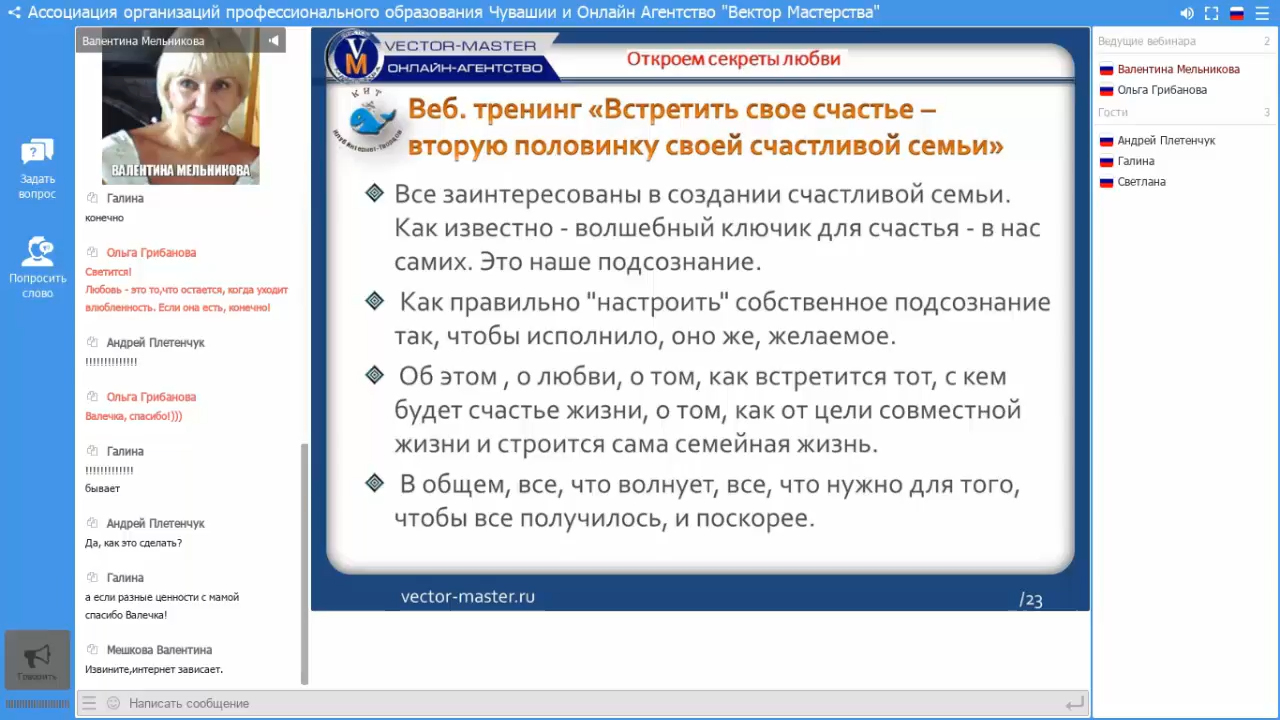 Ассоциация организаций профессионального образования Чувашии и Онлайн Агентство "Вектор Мастерства"
Задать
вопрос
Попросить
слово
Говорить
Валентина Мельникова
ВАЛЕНТИНА МЕЛЬНИКОВА
Галина
конечно
Ольга Грибанова
Светится!
Любовь - это то,что остается, когда уходит
влюбленность. Если она есть, конечно!
Андрей Плетенчук
!!!!!!!!!!!!!!
Ольга Грибанова
Валечка, спасибо!)))
Галина
!!!!!!!!!!!!!
бывает
Андрей Плетенчук
Да, как это сделать?
Галина
а если разные ценности с мамой
спасибо Валечка!
Мешкова Валентина
Извините,интернет зависает.
Написать сообщение
VM
VECTOR-MASTER
ОНЛАЙН-АГЕНТСТВО
Откроем секреты любви
КИТ
клуб Интернет-Творцов
Веб. тренинг «Встретить свое счастье –
вторую половинку своей счастливой семьи»
Все заинтересованы в создании счастливой семьи.
Как известно - волшебный ключик для счастья - в нас
самих. Это наше подсознание.
Как правильно "настроить" собственное подсознание
так, чтобы исполнило, оно же, желаемое.
Об этом , о любви, о том, как встретится тот, с кем
будет счастье жизни, о том, как от цели совместной
жизни и строится сама семейная жизнь.
В общем, все, что волнует, все, что нужно для того,
чтобы все получилось, и поскорее.
vector-master.ru
/23
Ведущие вебинара 2
Валентина Мельникова
Ольга Грибанова
Гости 3
Андрей Плетенчук
Галина
Светлана